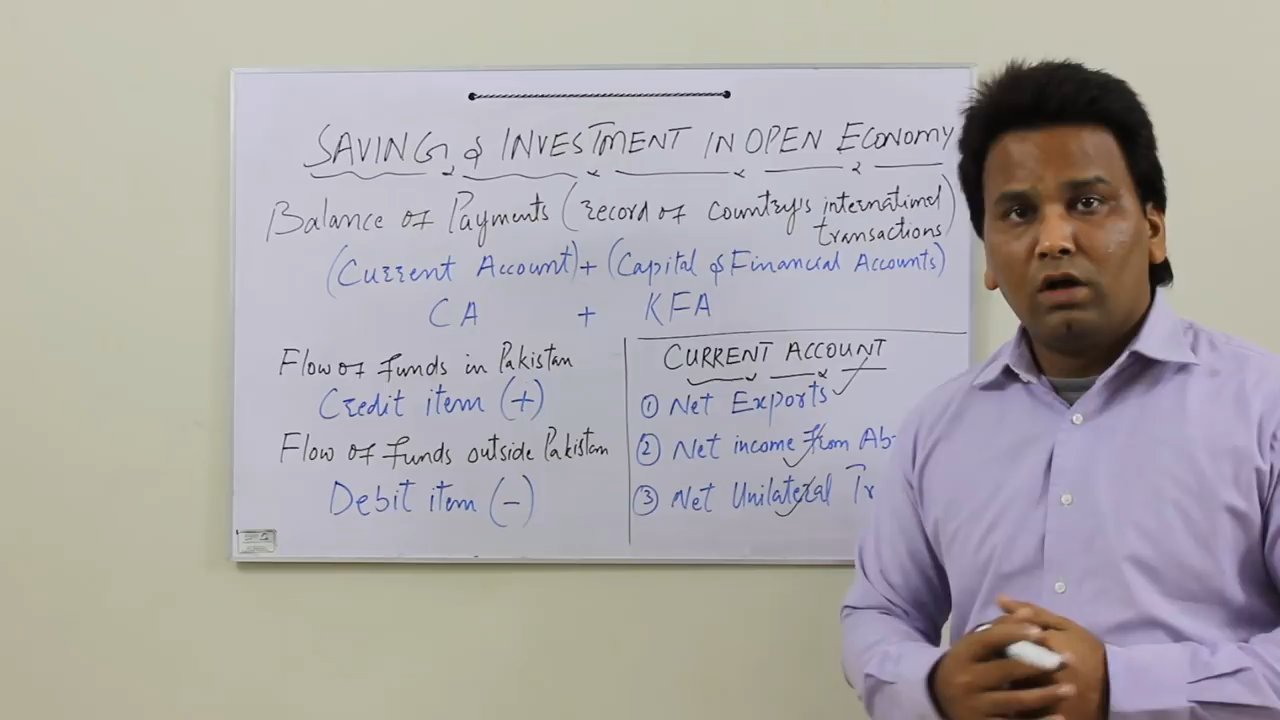 SAVING & INVESTMENT IN OPEN ECONOMY
Balance of Payments (record of country's international
transactions)
(Current Account) + (Capital & Financial Accounts)
CA + KFA
Flow of funds in Pakistan
Credit item (+)
Flow of funds outside Pakistan
Debit item (-)
CURRENT ACCOUNT
① Net Exports
② Net income from Ab-
③ Net Unilateral Tr